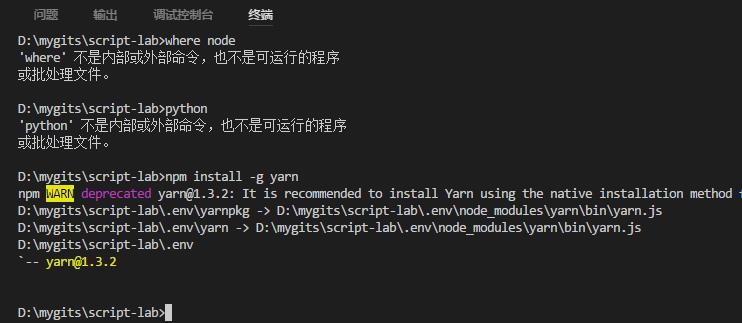 问题 输出 调试控制台 终端
D:\mygits\script-lab>where node
'where' 不是内部或外部命令，也不是可运行的程序
或批处理文件。
D:\mygits\script-lab>python
'python' 不是内部或外部命令，也不是可运行的程序
或批处理文件。
D:\mygits\script-lab>npm install -g yarn
npm WARN deprecated yarn@1.3.2: It is recommended to install Yarn using the native installation method
D:\mygits\script-lab\.env\yarnpkg -> D:\mygits\script-lab\.env\node_modules\yarn\bin\yarn.js
D:\mygits\script-lab\.env\yarn -> D:\mygits\script-lab\.env\node_modules\yarn\bin\yarn.js
D:\mygits\script-lab\.env
`-- yarn@1.3.2
D:\mygits\script-lab>